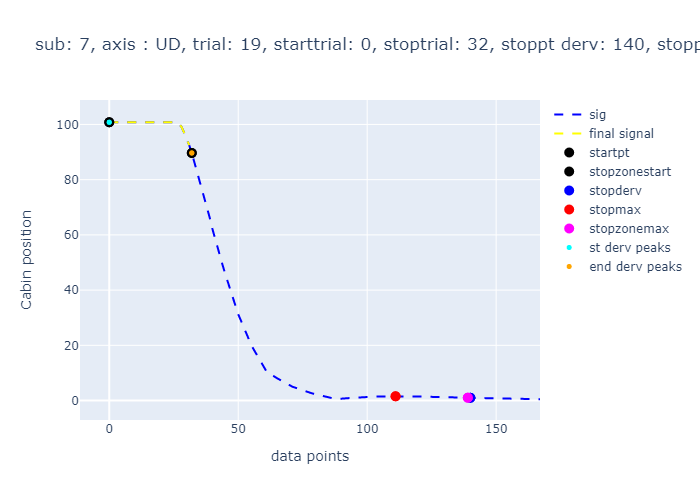 sub: 7, axis : UD, trial: 19, starttrial: 0, stoptrial: 32, stoppt derv: 140, stopp
100
80
60
40
20
0
Cabin position
0
50
100
150
data points
sig
final signal
startpt
stopzonestart
stopderv
stopmax
stopzonemax
st derv peaks
end derv peaks